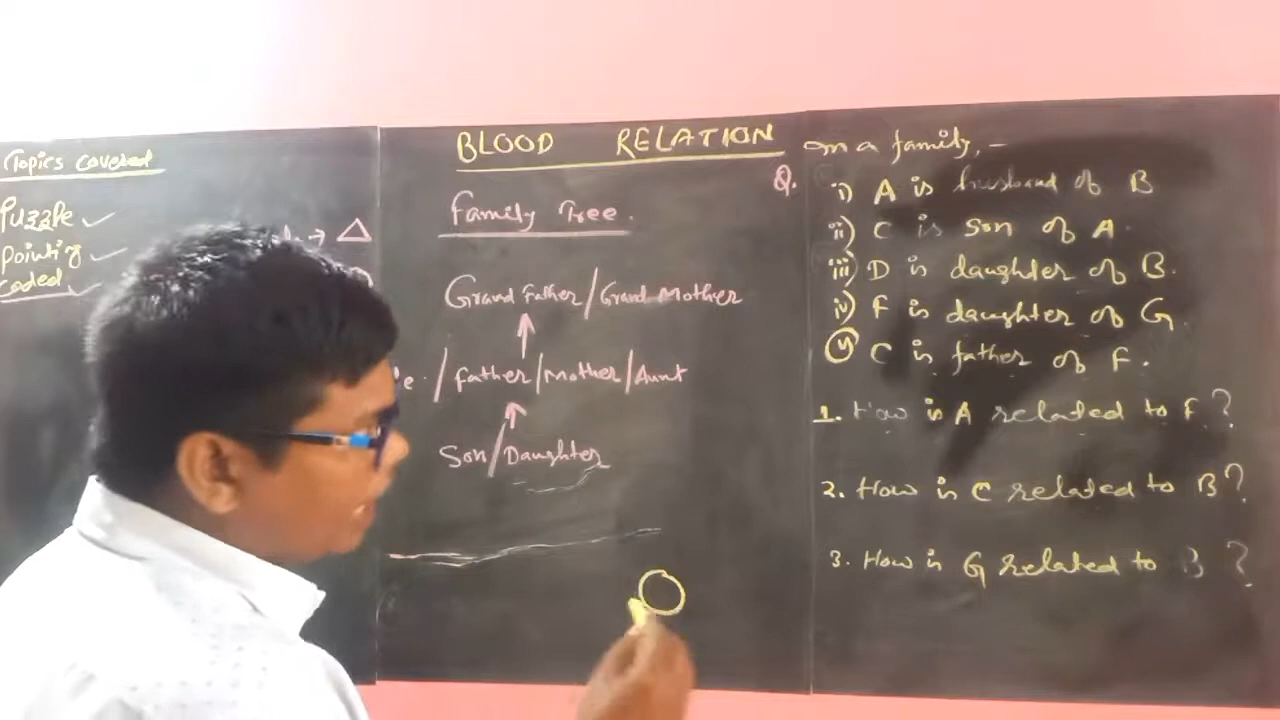 Topics covered
Puzzle ✓
Pointing ✓
Coded ✓
→ △
BLOOD RELATION
Family Tree.
Grand Father/Grand Mother
↑
/Father/Mother/Aunt
↑
Son/Daughter
Q. In a family, –
i) A is husband of B
ii) C is son of A.
iii) D is daughter of B.
iv) F is daughter of G.
v) C is father of F.
1. How is A related to F?
2. How is C related to B?
3. How is G related to B?